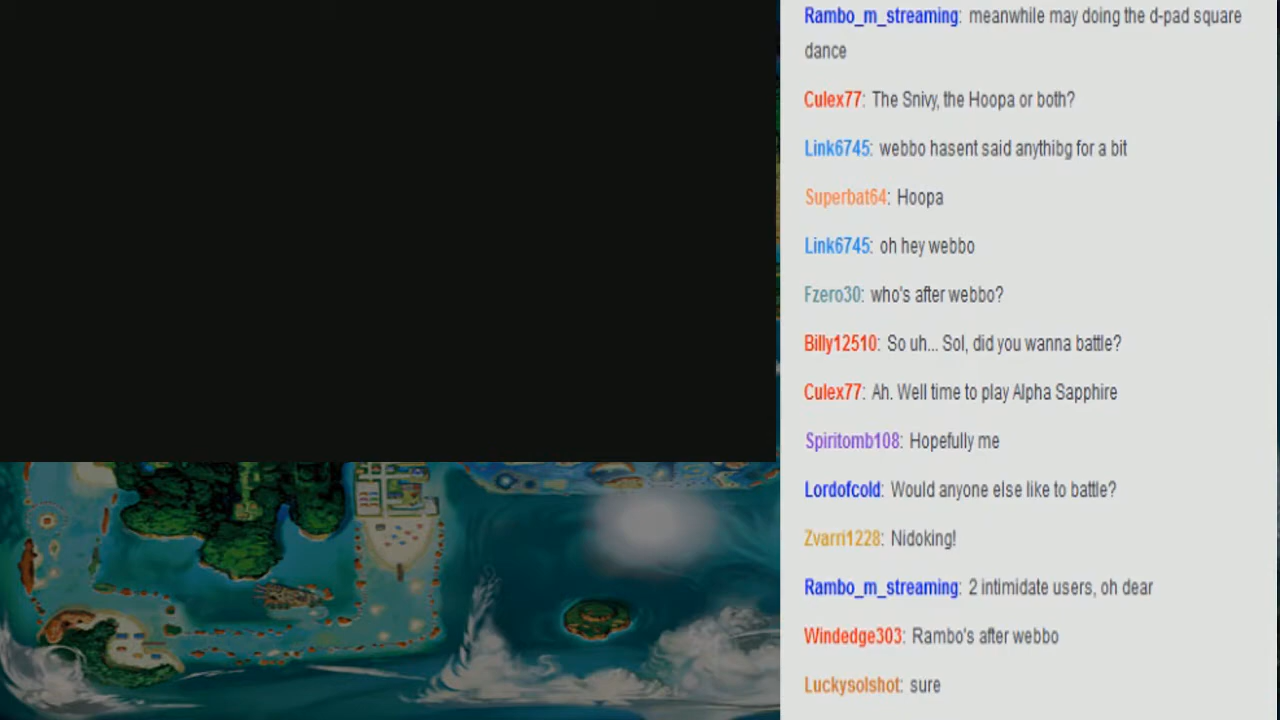 Rambo_m_streaming: meanwhile may doing the d-pad square
dance
Culex77: The Snivy, the Hoopa or both?
Link6745: webbo hasent said anythibg for a bit
Superbat64: Hoopa
Link6745: oh hey webbo
Fzero30: who's after webbo?
Billy12510: So uh... Sol, did you wanna battle?
Culex77: Ah. Well time to play Alpha Sapphire
Spiritomb108: Hopefully me
Lordofcold: Would anyone else like to battle?
Zvarri1228: Nidoking!
Rambo_m_streaming: 2 intimidate users, oh dear
Windedge303: Rambo's after webbo
Luckysolshot: sure